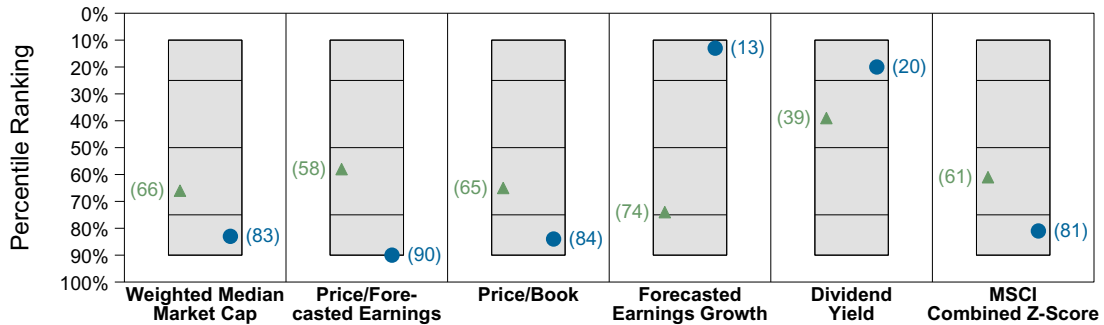 Percentile Ranking
0%
10%
20%
30%
40%
50%
60%
70%
80%
90%
100%
(66)
(83)
(58)
(90)
(65)
(84)
(74)
(13)
(39)
(20)
(61)
(81)
Weighted Median
Market Cap
Price/Fore-
casted Earnings
Price/Book
Forecasted
Earnings Growth
Dividend
Yield
MSCI
Combined Z-Score